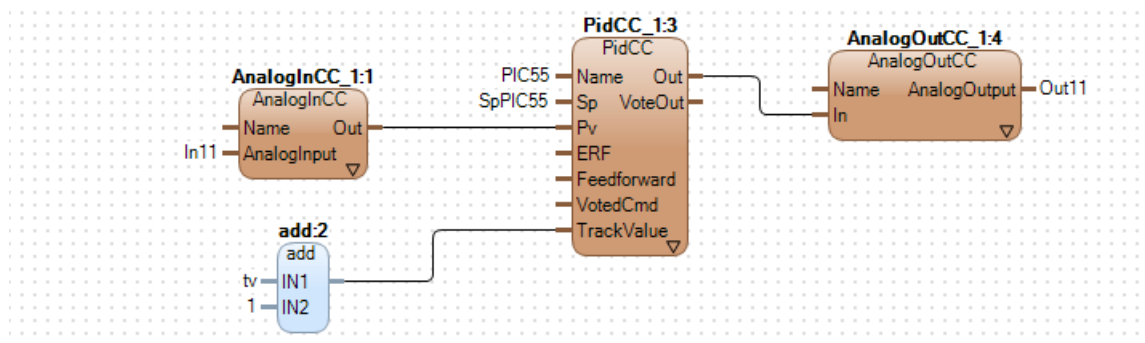 PidCC_1:3
PidCC
PIC55 Name Out
SpPIC55 Sp VoteOut
Pv
ERF
Feedforward
VotedCmd
TrackValue
AnalogInCC_1:1
AnalogInCC
Name Out
In11 AnalogInput
AnalogOutCC_1:4
AnalogOutCC
Name AnalogOutput Out11
In
add:2
add
tv IN1
1 IN2